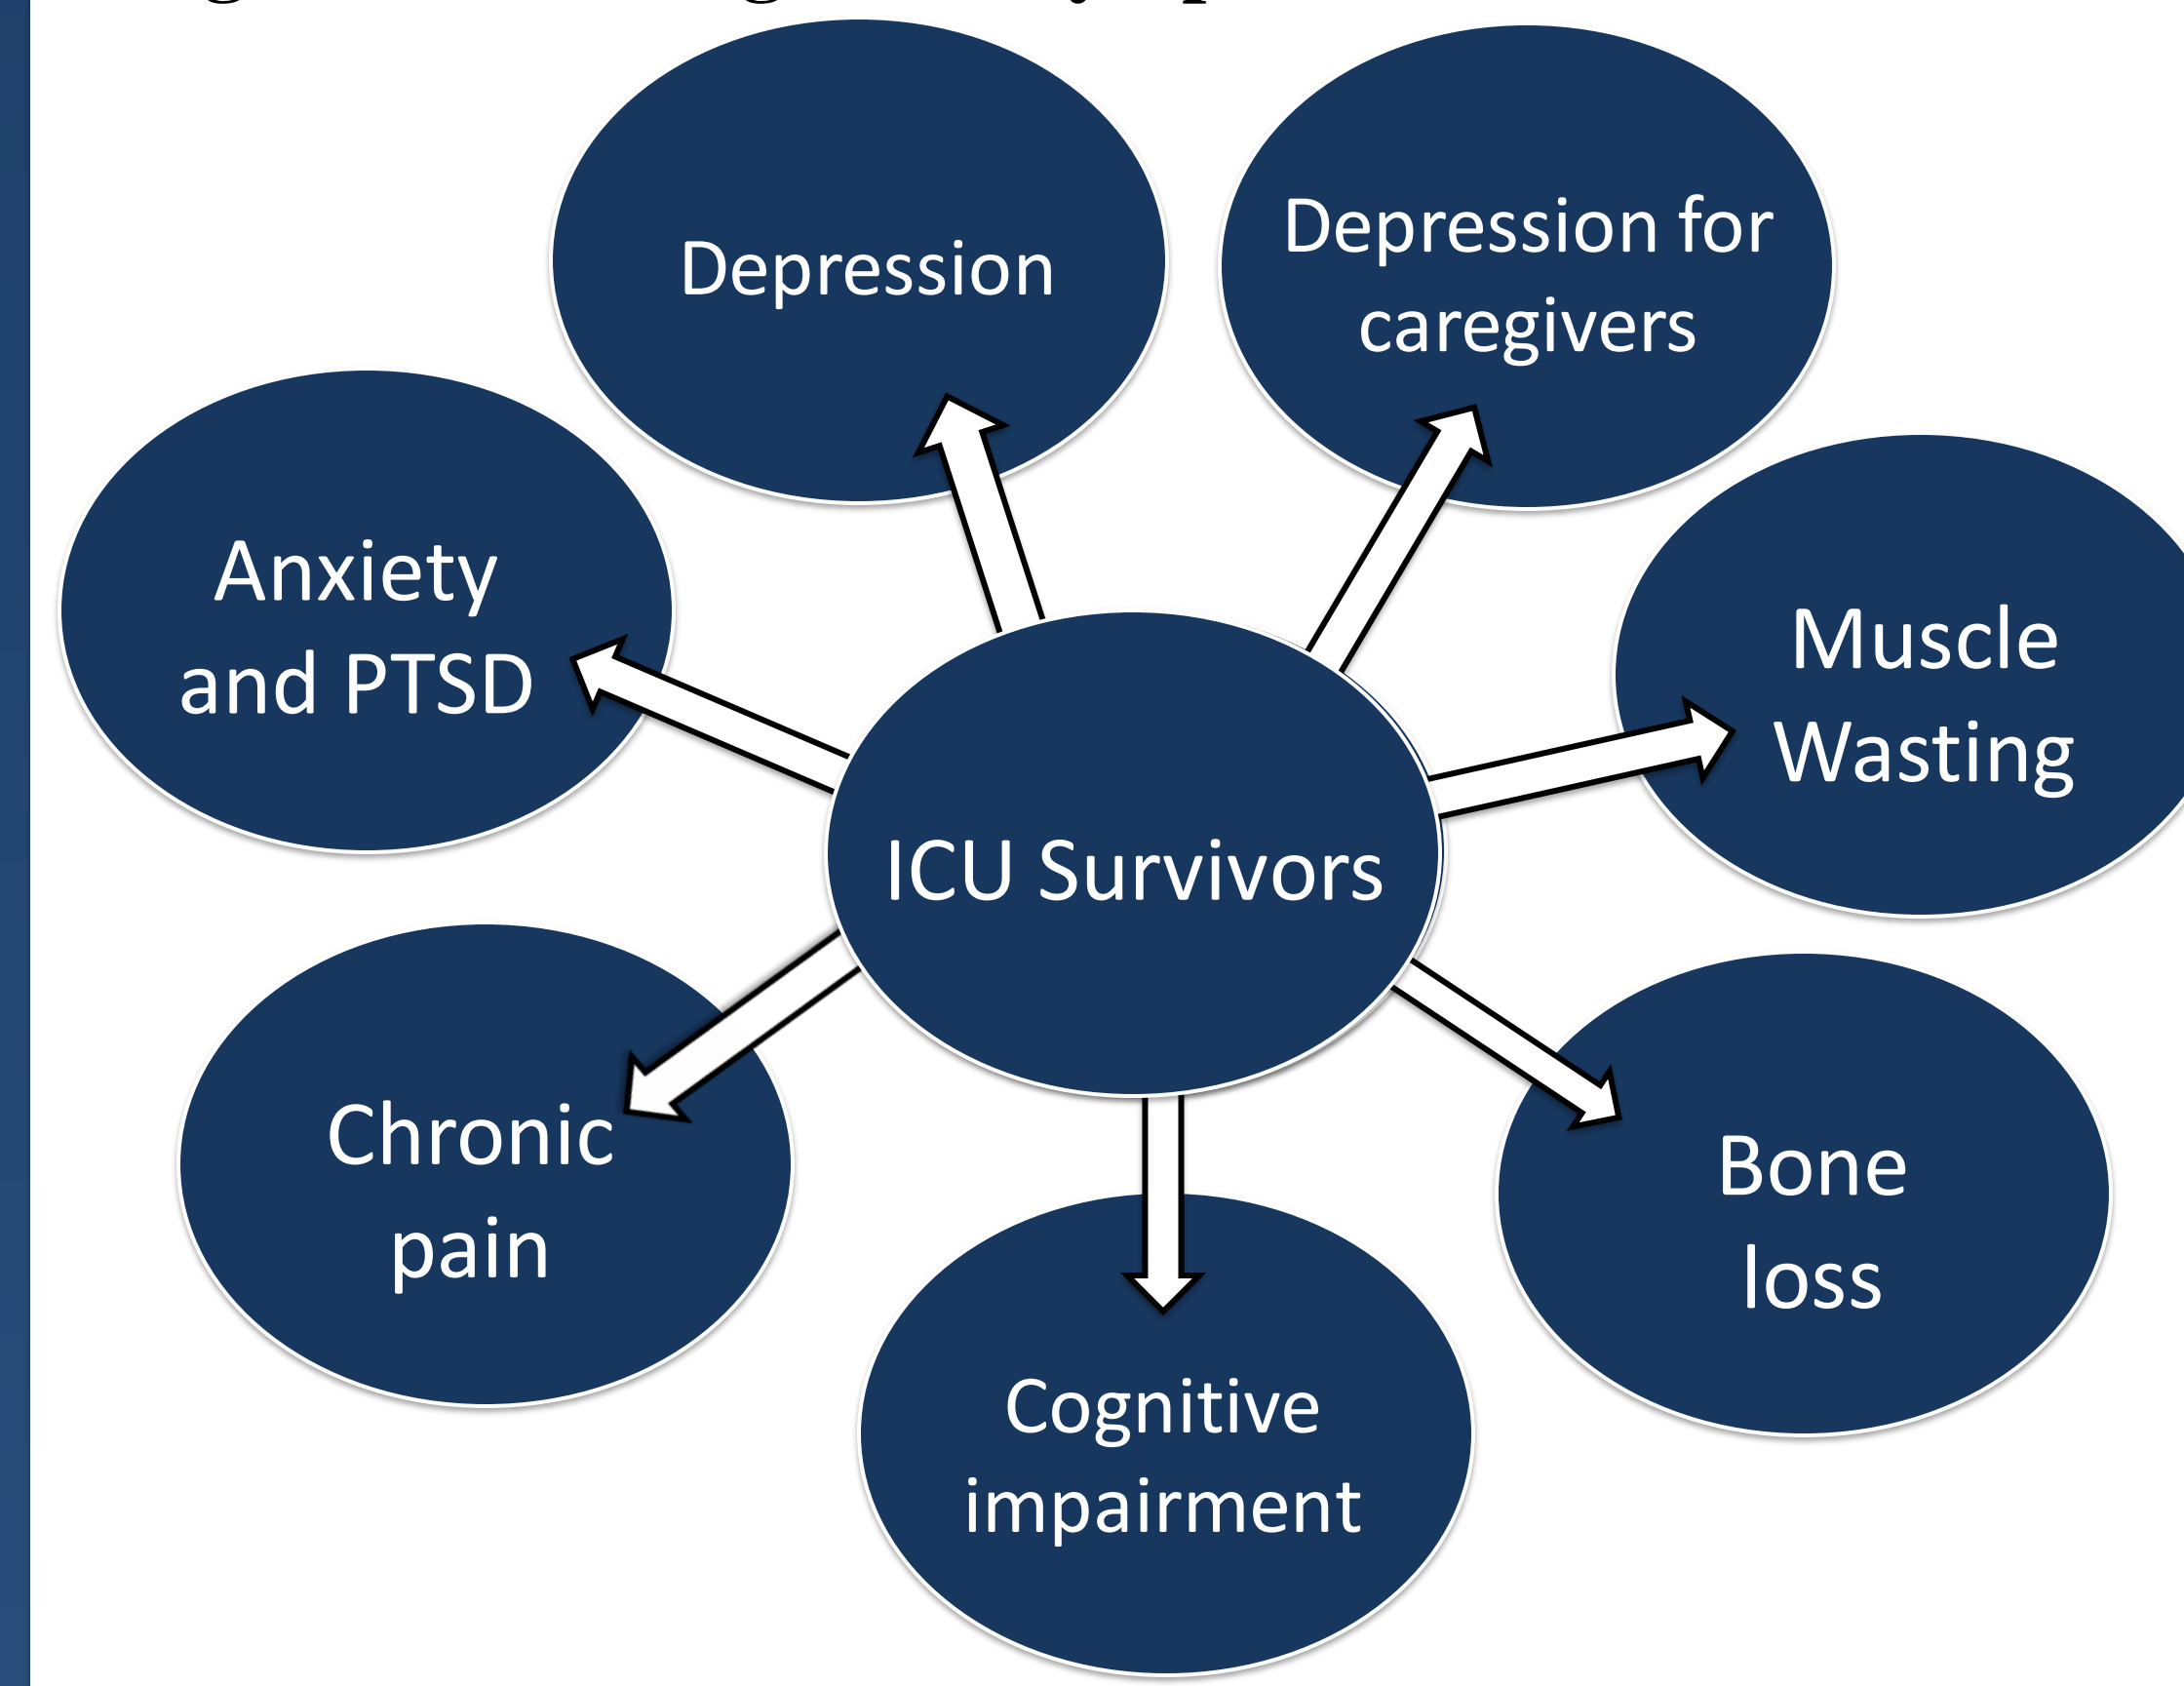 Depression
Depression for
caregivers
Anxiety
and PTSD
Muscle
Wasting
ICU Survivors
Chronic
pain
Bone
loss
Cognitive
impairment